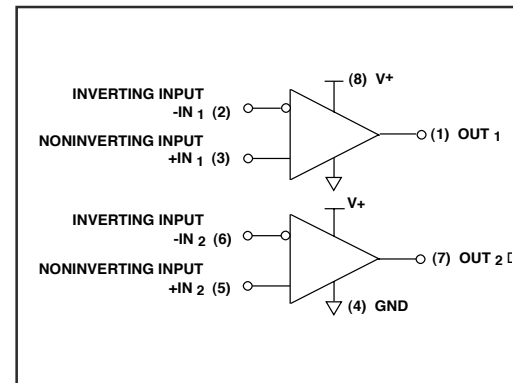 (8) V+
INVERTING INPUT
-IN 1 (2)
NONINVERTING INPUT
+IN 1 (3)
(1) OUT 1
V+
INVERTING INPUT
-IN 2 (6)
NONINVERTING INPUT
+IN 2 (5)
(7) OUT 2
(4) GND